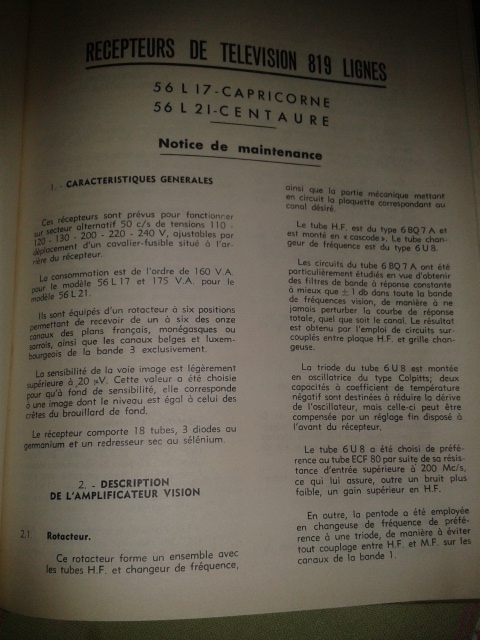 RECEPTEURS DE TELEVISION 819 LIGNES
56 L 17-CAPRICORNE
56 L 21-CENTAURE
Notice de maintenance
1. - CARACTERISTIQUES GENERALES
Ces récepteurs sont prévus pour fonctionner
sur secteur alternatif 50 c/s de tensions 110 -
120 - 130 - 200 - 220 - 240 V, ajustables par
déplacement d'un cavalier-fusible situé à l'ar-
rière du récepteur.
La consommation est de l'ordre de 160 V.A.
pour le modèle 56 L 17 et 175 V.A. pour le
modèle 56 L 21.
Ils sont équipés d'un rotacteur à six positions
permettant de recevoir de un à six des onze
canaux des plans français, monégasques ou
sarrois, ainsi que les canaux belges et luxem-
bourgeois de la bande 3 exclusivement.
La sensibilité de la voie image est légèrement
supérieure à 20 µV. Cette valeur a été choisie
pour qu'à fond de sensibilité, elle corresponde
à une image dont le niveau est égal à celui des
crêtes du brouillard de fond.
Le récepteur comporte 18 tubes, 3 diodes au
germanium et un redresseur sec au sélénium.
2. - DESCRIPTION
DE L'AMPLIFICATEUR VISION
2.1. Rotacteur.
Ce rotacteur forme un ensemble avec
les tubes H.F. et changeur de fréquence,
ainsi que la partie mécanique mettant
en circuit la plaquette correspondant au
canal désiré.
Le tube H.F. est du type 6 BQ 7 A et
est monté en « cascode». Le tube chan-
geur de fréquence est du type 6 U 8.
Les circuits du tube 6 BQ 7 A ont été
particulièrement étudiés en vue d'obtenir
des filtres de bande à réponse constante
à mieux que ± 1 db dans toute la bande
de fréquences vision, de manière à ne
jamais perturber la courbe de réponse
totale, quel que soit le canal. Le résultat
est obtenu par l'emploi de circuits sur-
couplés entre plaque H.F. et grille chan-
geuse.
La triode du tube 6 U 8 est montée
en oscillatrice du type Colpitts; deux
capacités à coefficient de température
négatif sont destinées à réduire la dérive
de l'oscillateur, mais celle-ci peut être
compensée par un réglage fin disposé à
l'avant du récepteur.
Le tube 6 U 8 a été choisi de préfé-
rence au tube ECF 80 par suite de sa résis-
tance d'entrée supérieure à 200 Mc/s,
ce qui lui assure, outre un bruit plus
faible, un gain supérieur en H.F.
En outre, la pentode a été employée
en changeuse de fréquence de préfé-
rence à une triode, de manière à éviter
tout couplage entre H.F. et M.F. sur les
canaux de la bande 1.